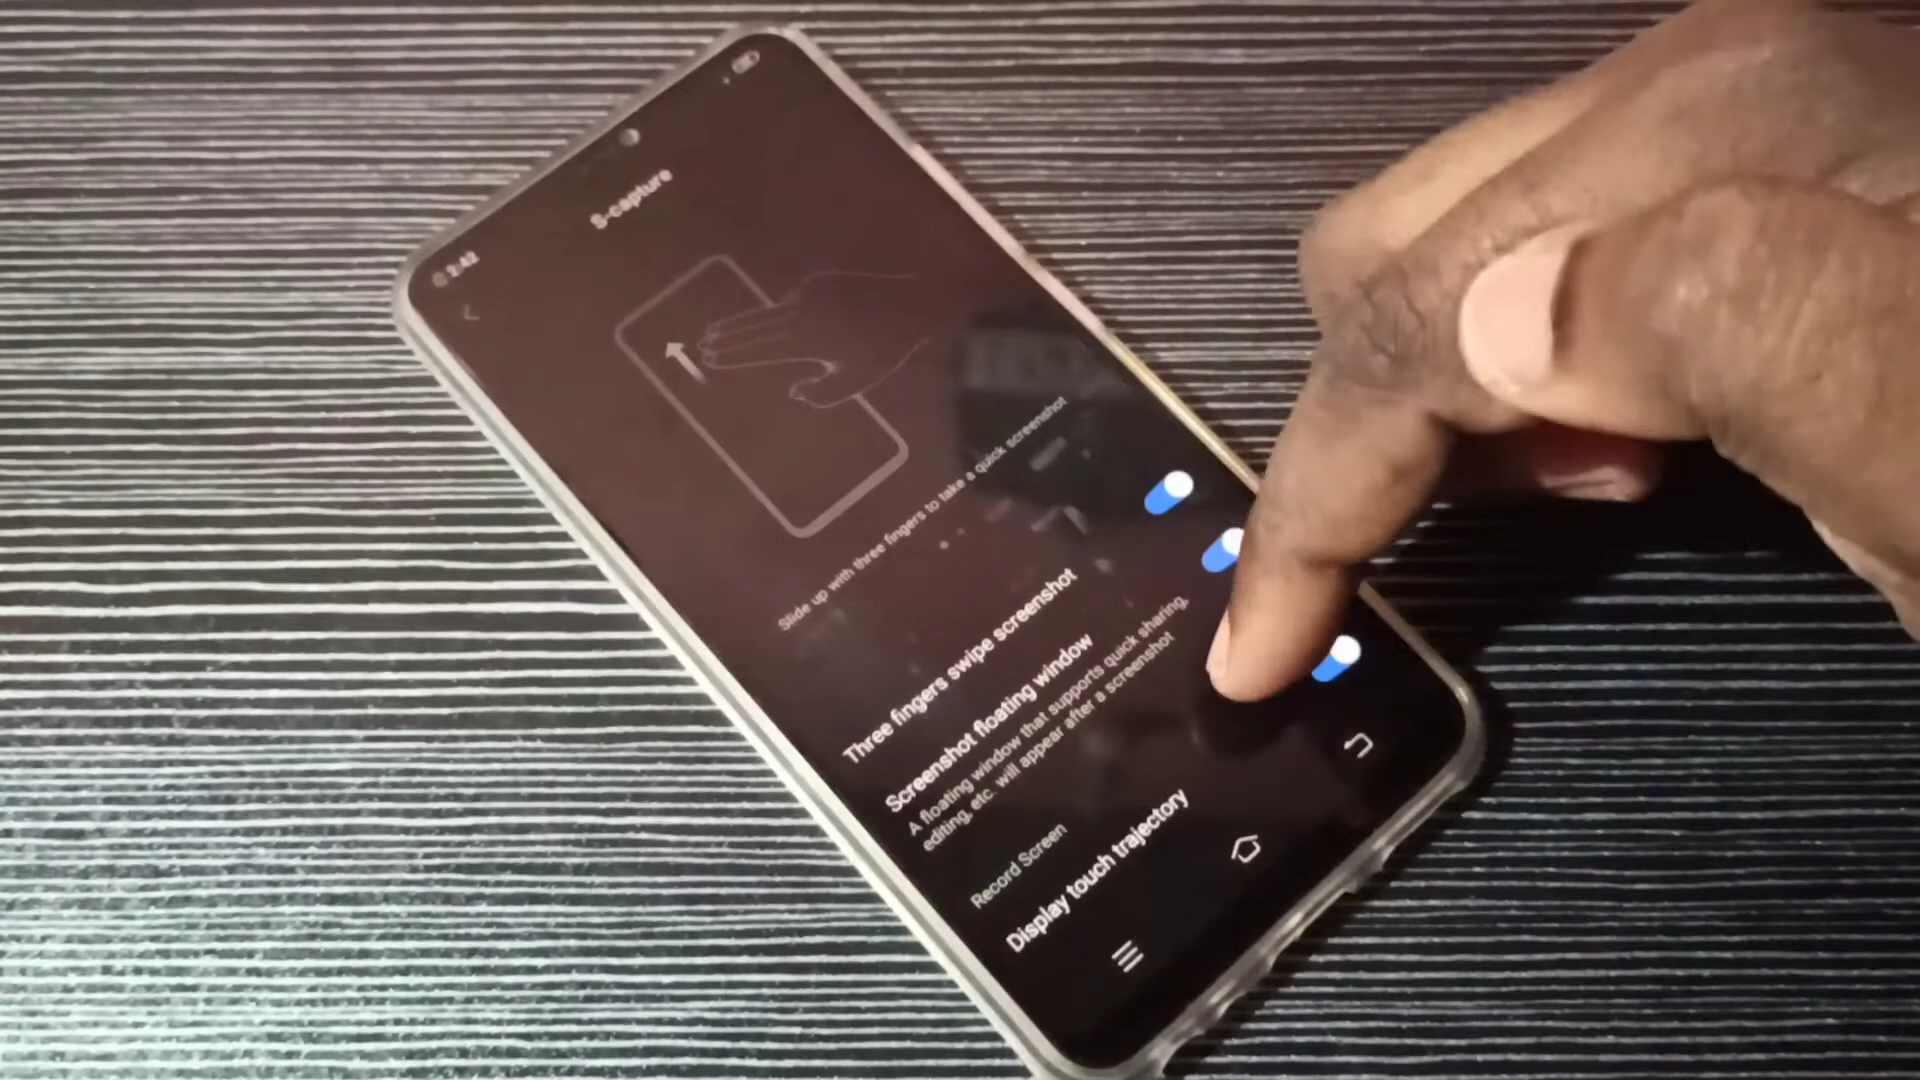 2:42
S-capture
Slide up with three fingers to take a quick screenshot
Three fingers swipe screenshot
Screenshot floating window
A floating window that supports quick sharing,
editing, etc. will appear after a screenshot
Record Screen
Display touch trajectory